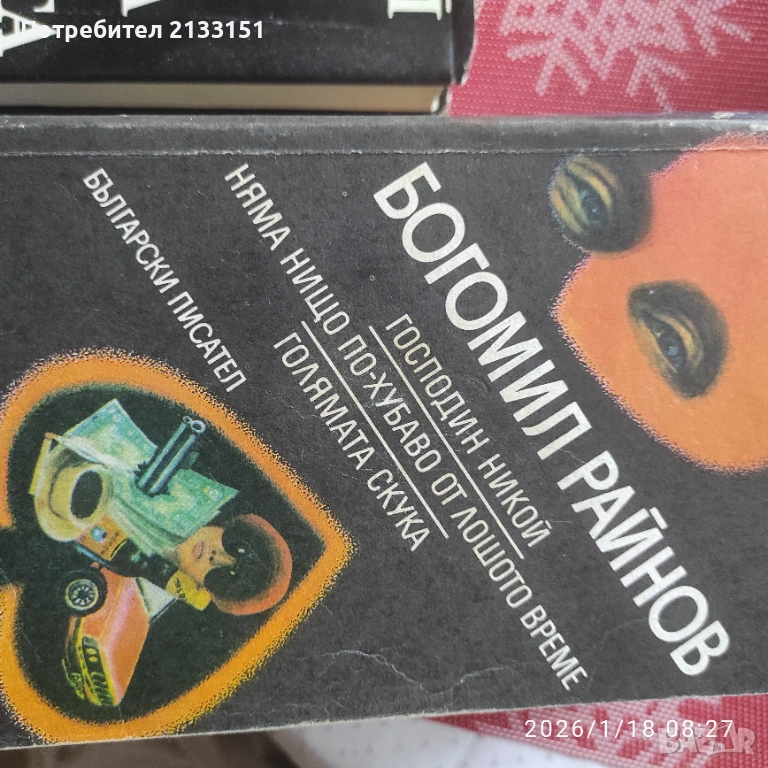 Потребител 2133151
БОГОМИЛ РАЙНОВ
ГОСПОДИН НИКОЙ
НЯМА НИЩО ПО-ХУБАВО ОТ ЛОШОТО ВРЕМЕ
ГОЛЯМАТА СКУКА
БЪЛГАРСКИ ПИСАТЕЛ
2026/1/18 08:27
BAZAR